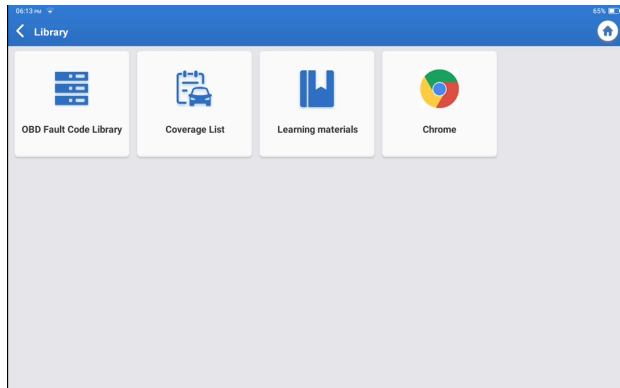 06:13 PM
65%
Library
OBD Fault Code Library
Coverage List
Learning materials
Chrome